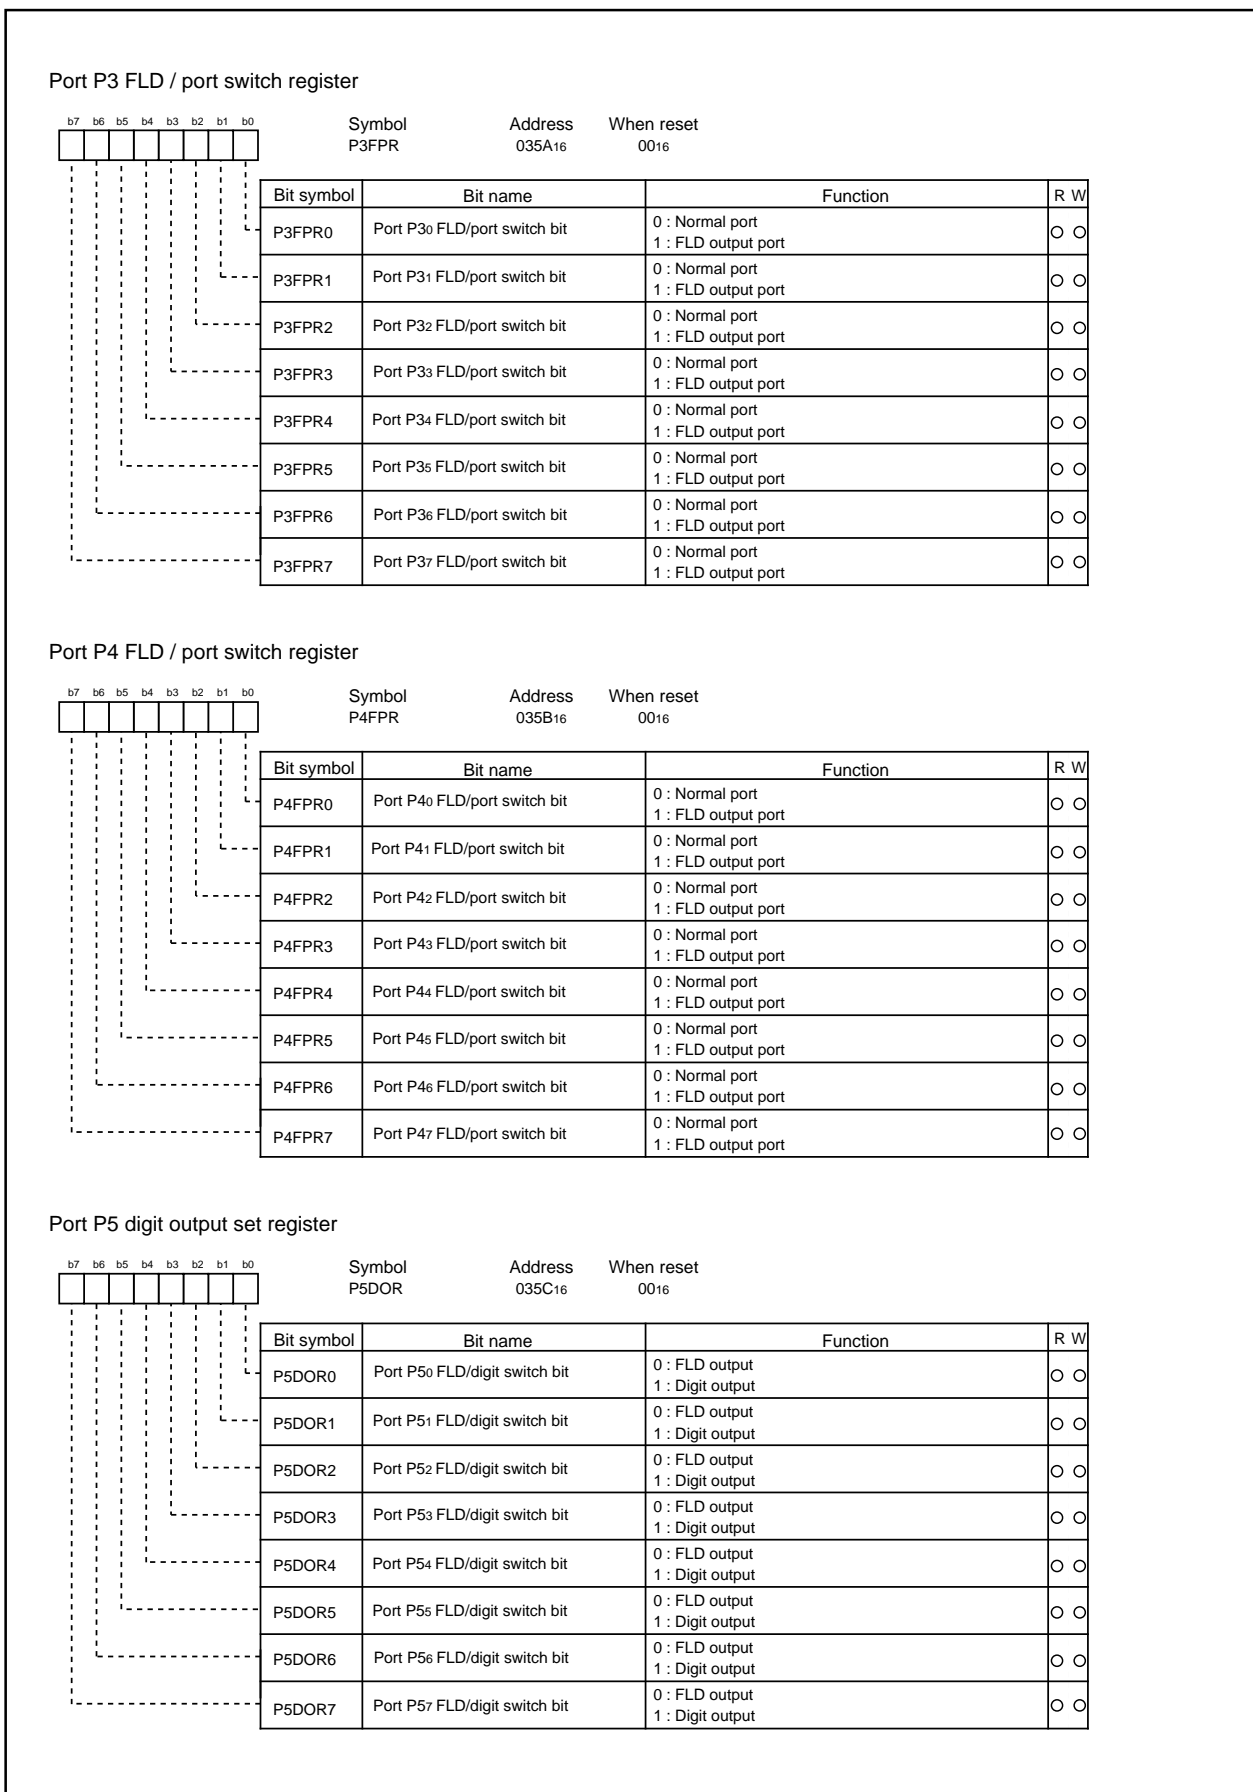 Port P3 FLD / port switch register
b7 b6 b5 b4 b3 b2 b1 b0
Symbol Address When reset
P3FPR 035A16 0016
Bit symbol Bit name Function R W
P3FPR0 Port P30 FLD/port switch bit 0 : Normal port
1 : FLD output port
P3FPR1 Port P31 FLD/port switch bit 0 : Normal port
1 : FLD output port
P3FPR2 Port P32 FLD/port switch bit 0 : Normal port
1 : FLD output port
P3FPR3 Port P33 FLD/port switch bit 0 : Normal port
1 : FLD output port
P3FPR4 Port P34 FLD/port switch bit 0 : Normal port
1 : FLD output port
P3FPR5 Port P35 FLD/port switch bit 0 : Normal port
1 : FLD output port
P3FPR6 Port P36 FLD/port switch bit 0 : Normal port
1 : FLD output port
P3FPR7 Port P37 FLD/port switch bit 0 : Normal port
1 : FLD output port
Port P4 FLD / port switch register
b7 b6 b5 b4 b3 b2 b1 b0
Symbol Address When reset
P4FPR 035B16 0016
Bit symbol Bit name Function R W
P4FPR0 Port P40 FLD/port switch bit 0 : Normal port
1 : FLD output port
P4FPR1 Port P41 FLD/port switch bit 0 : Normal port
1 : FLD output port
P4FPR2 Port P42 FLD/port switch bit 0 : Normal port
1 : FLD output port
P4FPR3 Port P43 FLD/port switch bit 0 : Normal port
1 : FLD output port
P4FPR4 Port P44 FLD/port switch bit 0 : Normal port
1 : FLD output port
P4FPR5 Port P45 FLD/port switch bit 0 : Normal port
1 : FLD output port
P4FPR6 Port P46 FLD/port switch bit 0 : Normal port
1 : FLD output port
P4FPR7 Port P47 FLD/port switch bit 0 : Normal port
1 : FLD output port
Port P5 digit output set register
b7 b6 b5 b4 b3 b2 b1 b0
Symbol Address When reset
P5DOR 035C16 0016
Bit symbol Bit name Function R W
P5DOR0 Port P50 FLD/digit switch bit 0 : FLD output
1 : Digit output
P5DOR1 Port P51 FLD/digit switch bit 0 : FLD output
1 : Digit output
P5DOR2 Port P52 FLD/digit switch bit 0 : FLD output
1 : Digit output
P5DOR3 Port P53 FLD/digit switch bit 0 : FLD output
1 : Digit output
P5DOR4 Port P54 FLD/digit switch bit 0 : FLD output
1 : Digit output
P5DOR5 Port P55 FLD/digit switch bit 0 : FLD output
1 : Digit output
P5DOR6 Port P56 FLD/digit switch bit 0 : FLD output
1 : Digit output
P5DOR7 Port P57 FLD/digit switch bit 0 : FLD output
1 : Digit output